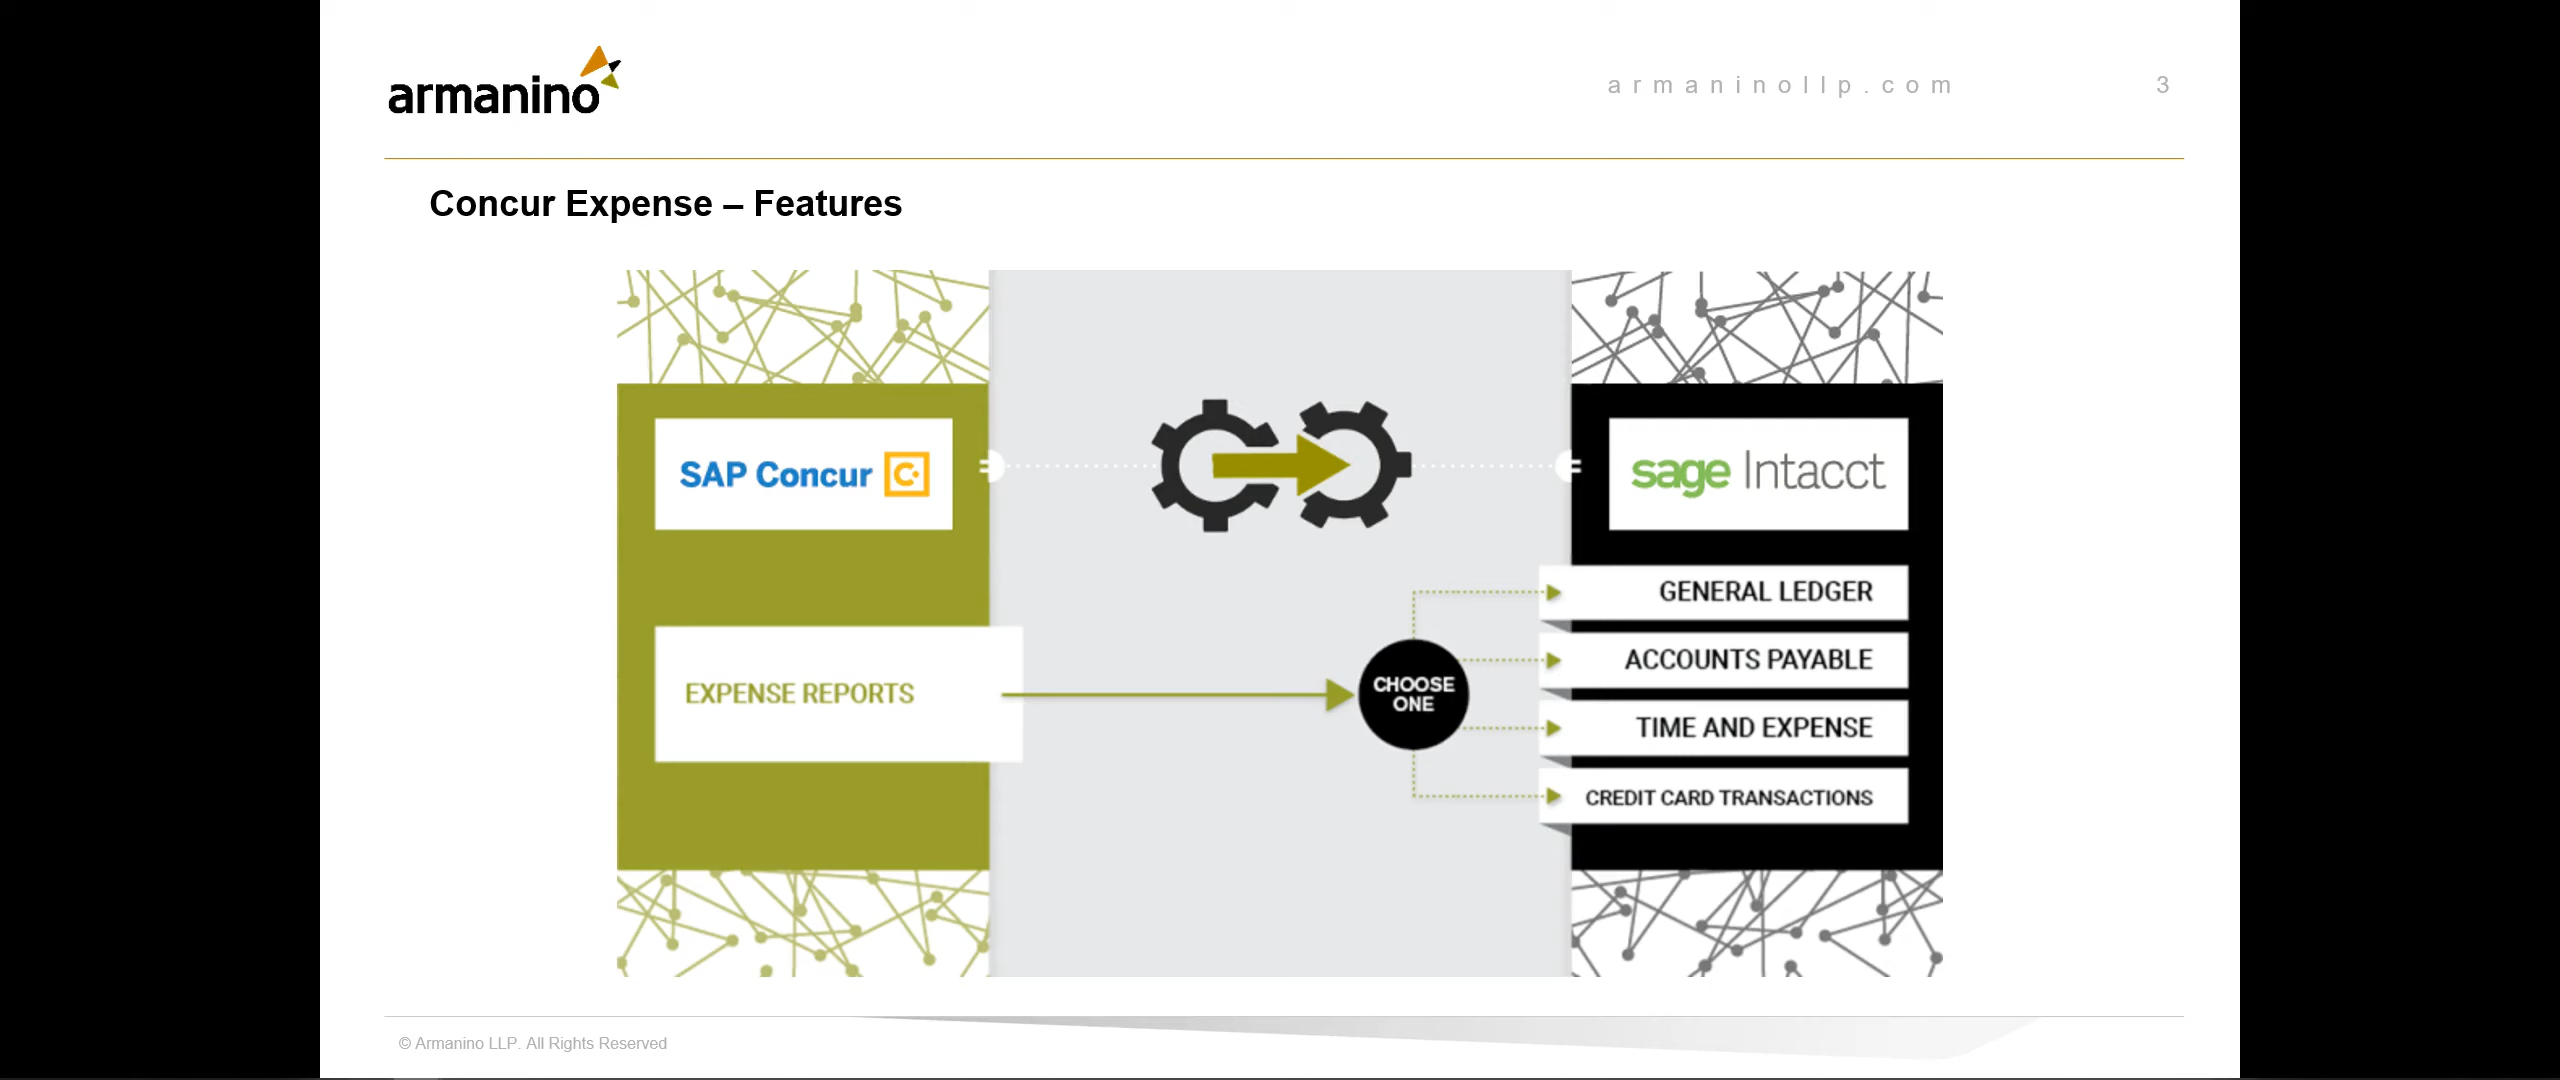 armanino
armaninollp.com
3
Concur Expense – Features
SAP Concur C
sage Intacct
EXPENSE REPORTS
CHOOSE
ONE
GENERAL LEDGER
ACCOUNTS PAYABLE
TIME AND EXPENSE
CREDIT CARD TRANSACTIONS
© Armanino LLP. All Rights Reserved